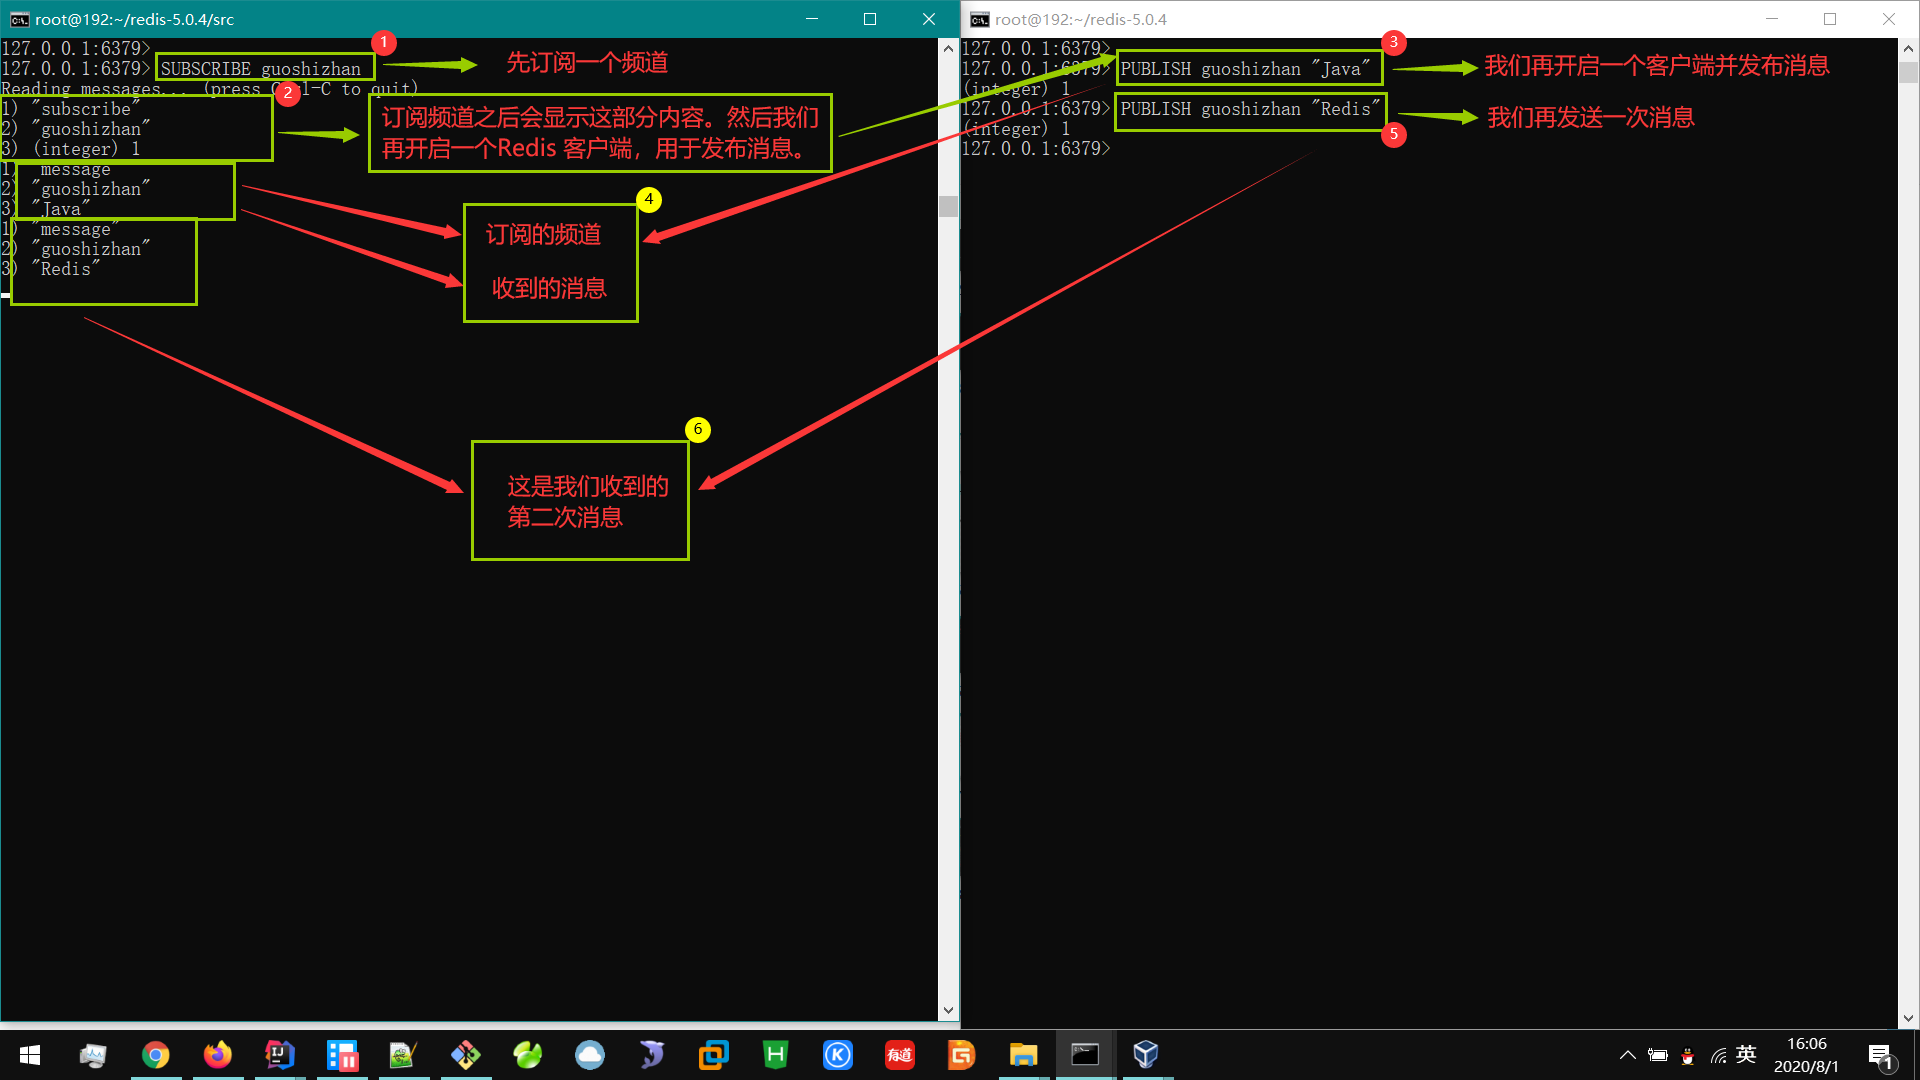 root@192:~/redis-5.0.4/src
127.0.0.1:6379>
127.0.0.1:6379> SUBSCRIBE guoshizhan
1
先订阅一个频道
Reading messages... (press Ctrl-C to quit)
2
1) "subscribe"
2) "guoshizhan"
3) (integer) 1
订阅频道之后会显示这部分内容。然后我们
再开启一个Redis 客户端，用于发布消息。
1) "message"
2) "guoshizhan"
3) "Java"
1) "message"
2) "guoshizhan"
3) "Redis"
4
订阅的频道
收到的消息
6
这是我们收到的
第二次消息
root@192:~/redis-5.0.4
127.0.0.1:6379>
127.0.0.1:6379> PUBLISH guoshizhan "Java"
3
我们再开启一个客户端并发布消息
(integer) 1
127.0.0.1:6379> PUBLISH guoshizhan "Redis"
5
我们再发送一次消息
(integer) 1
127.0.0.1:6379>
英
16:06
2020/8/1
1
有道